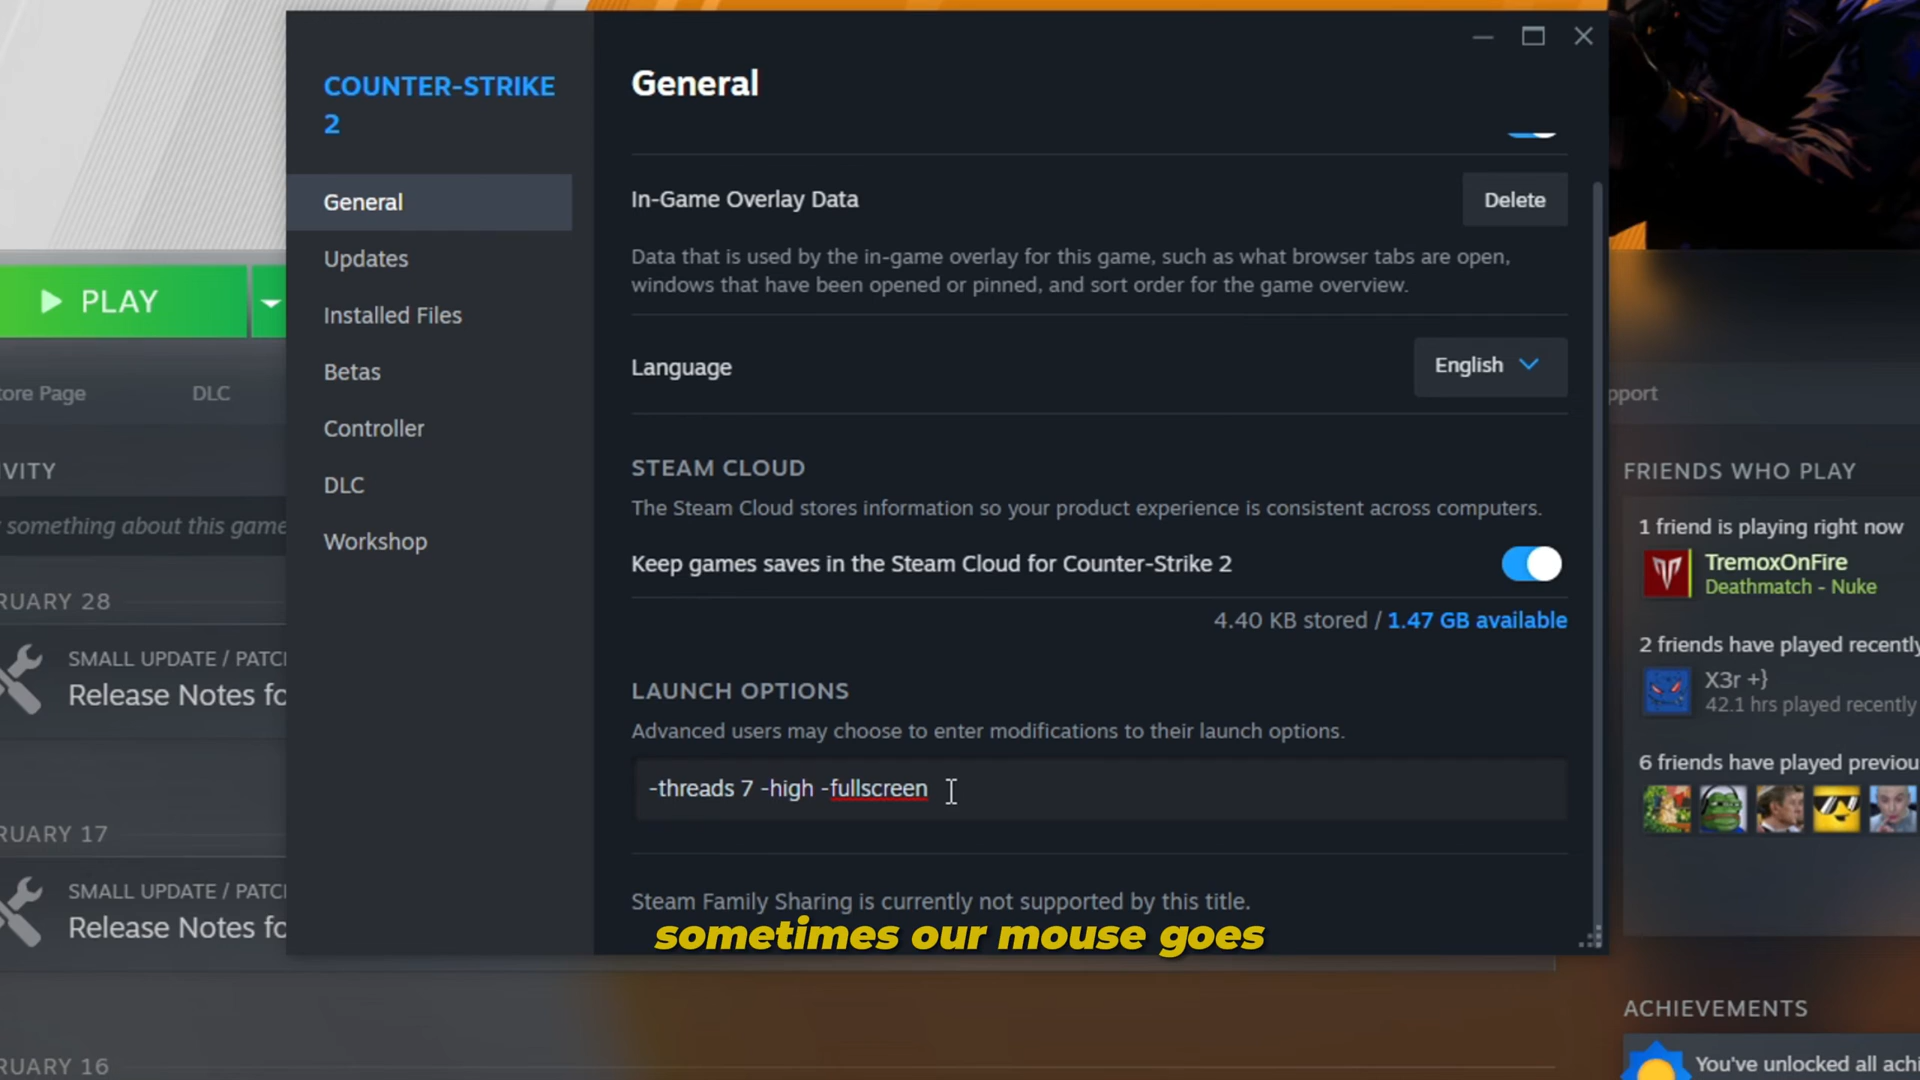 COUNTER-STRIKE
2
General
Updates
Installed Files
Betas
Controller
DLC
Workshop
General
In-Game Overlay Data
Delete
Data that is used by the in-game overlay for this game, such as what browser tabs are open,
windows that have been opened or pinned, and sort order for the game overview.
Language
English
STEAM CLOUD
The Steam Cloud stores information so your product experience is consistent across computers.
Keep games saves in the Steam Cloud for Counter-Strike 2
4.40 KB stored / 1.47 GB available
LAUNCH OPTIONS
Advanced users may choose to enter modifications to their launch options.
-threads 7 -high -fullscreen
Steam Family Sharing is currently not supported by this title.
sometimes our mouse goes
PLAY
ore Page
DLC
VITY
something about this game
RUARY 28
SMALL UPDATE / PATC
Release Notes fo
RUARY 17
SMALL UPDATE / PATC
Release Notes fo
RUARY 16
pport
FRIENDS WHO PLAY
1 friend is playing right now
TremoxOnFire
Deathmatch - Nuke
2 friends have played recently
X3r +}
42.1 hrs played recently
6 friends have played previou
ACHIEVEMENTS
You've unlocked all achi